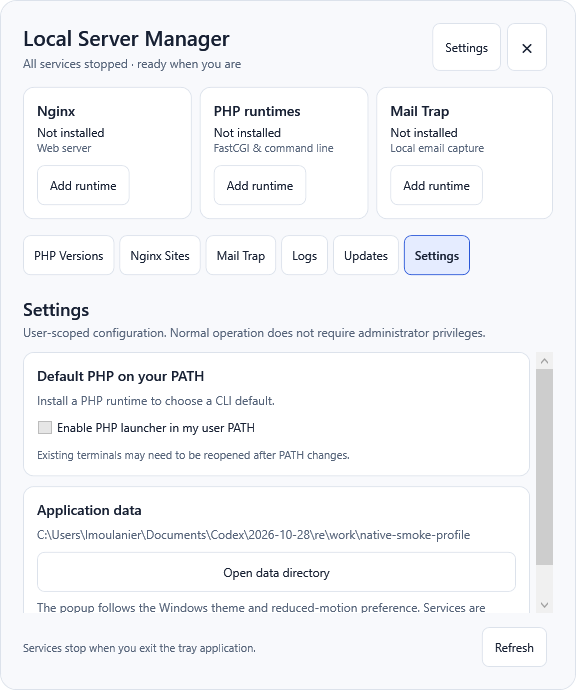 Local Server Manager
All services stopped · ready when you are
Settings
✕
Nginx
Not installed
Web server
Add runtime
PHP runtimes
Not installed
FastCGI & command line
Add runtime
Mail Trap
Not installed
Local email capture
Add runtime
PHP Versions
Nginx Sites
Mail Trap
Logs
Updates
Settings
Settings
User-scoped configuration. Normal operation does not require administrator privileges.
Default PHP on your PATH
Install a PHP runtime to choose a CLI default.
Enable PHP launcher in my user PATH
Existing terminals may need to be reopened after PATH changes.
Application data
C:\Users\lmoulanier\Documents\Codex\2026-10-28\re\work\native-smoke-profile
Open data directory
The popup follows the Windows theme and reduced-motion preference. Services are
Services stop when you exit the tray application.
Refresh